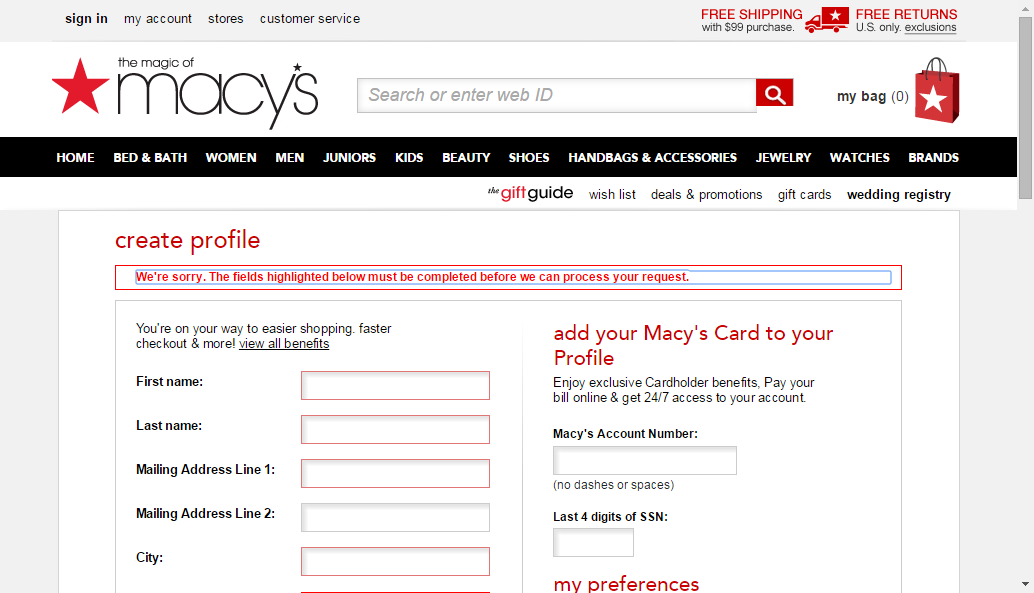 sign in my account stores customer service
FREE SHIPPING
with $99 purchase.
FREE RETURNS
U.S. only. exclusions
the magic of
macy's
Search or enter web ID
my bag (0)
HOME BED & BATH WOMEN MEN JUNIORS KIDS BEAUTY SHOES HANDBAGS & ACCESSORIES JEWELRY WATCHES BRANDS
the giftguide wish list deals & promotions gift cards wedding registry
create profile
We're sorry. The fields highlighted below must be completed before we can process your request.
You're on your way to easier shopping. faster
checkout & more! view all benefits
First name:
Last name:
Mailing Address Line 1:
Mailing Address Line 2:
City:
add your Macy's Card to your
Profile
Enjoy exclusive Cardholder benefits, Pay your
bill online & get 24/7 access to your account.
Macy's Account Number:
(no dashes or spaces)
Last 4 digits of SSN:
my preferences